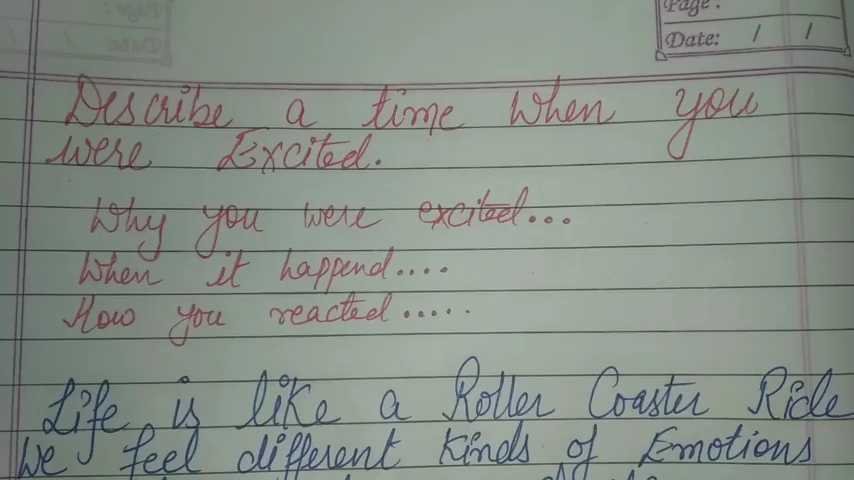 Page:
Date: / /
Describe a time when you
were Excited.
Why you were excited...
When it happend....
How you reacted.....
Life is like a Roller Coaster Ride
We feel different kinds of Emotions